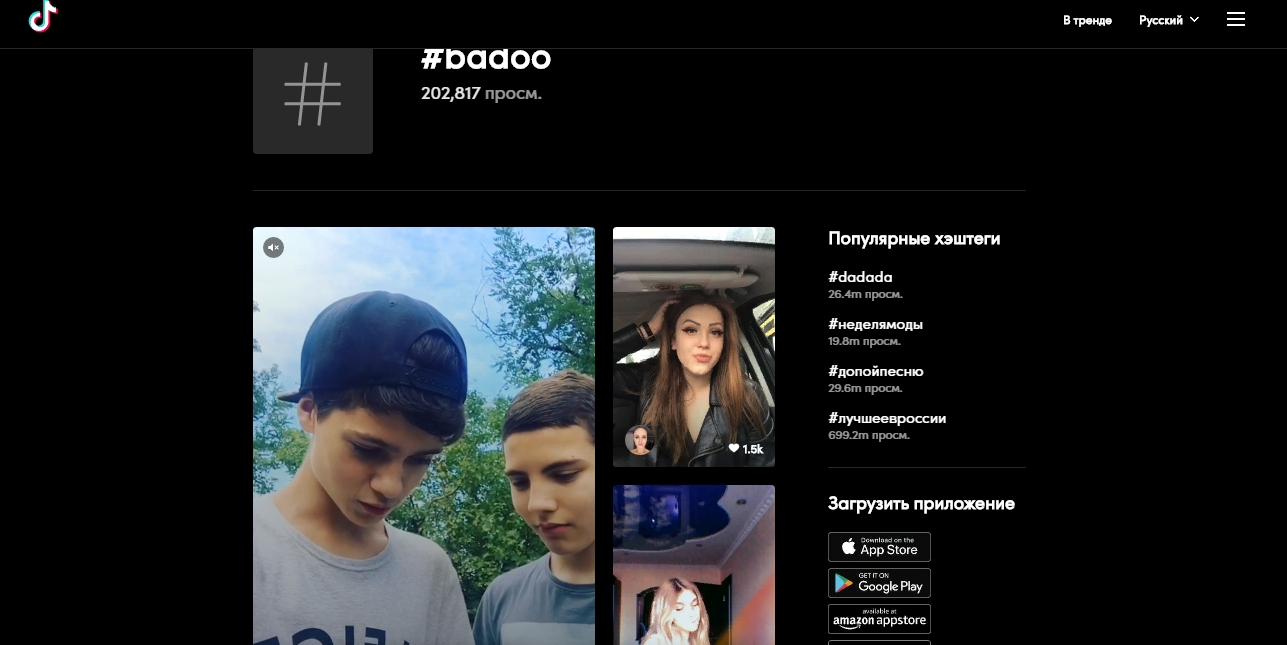 В тренде
Русский
#badoo
202,817 просм.
1.5k
Популярные хэштеги
#dadada
26.4m просм.
#неделямоды
19.8m просм.
#допойпесню
29.6m просм.
#лучшеевроссии
699.2m просм.
Загрузить приложение
Download on the
App Store
GET IT ON
Google Play
available at
amazon appstore